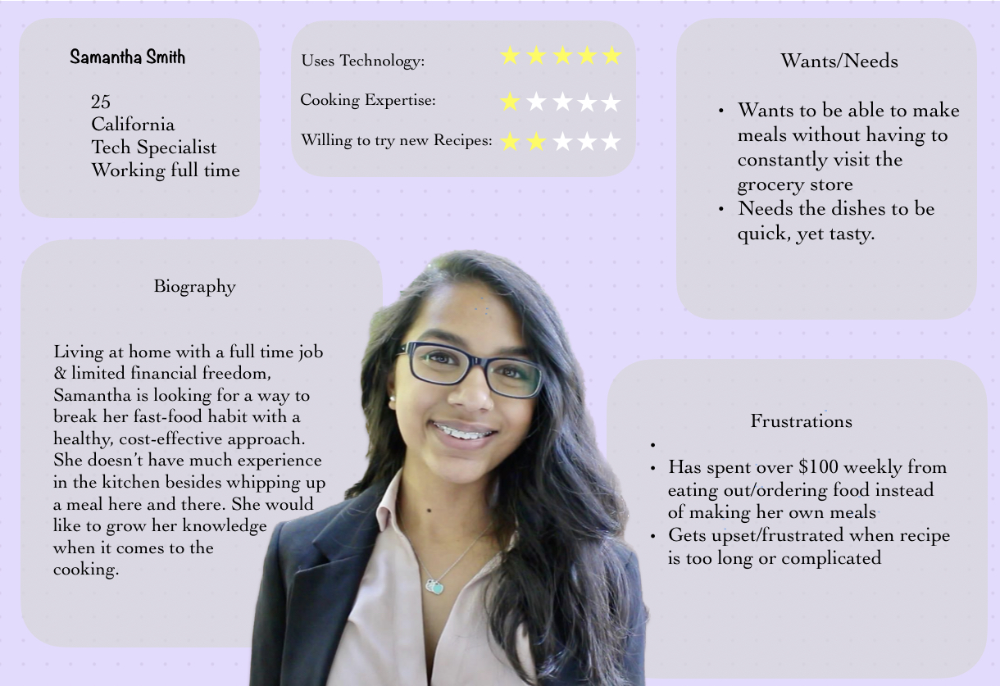 Samantha Smith
25
California
Tech Specialist
Working full time
Uses Technology:
Cooking Expertise:
Willing to try new Recipes:
Wants/Needs
• Wants to be able to make
meals without having to
constantly visit the
grocery store
• Needs the dishes to be
quick, yet tasty.
Biography
Living at home with a full time job
& limited financial freedom,
Samantha is looking for a way to
break her fast-food habit with a
healthy, cost-effective approach.
She doesn’t have much experience
in the kitchen besides whipping up
a meal here and there. She would
like to grow her knowledge
when it comes to the
cooking.
Frustrations
•
• Has spent over $100 weekly from
eating out/ordering food instead
of making her own meals
• Gets upset/frustrated when recipe
is too long or complicated